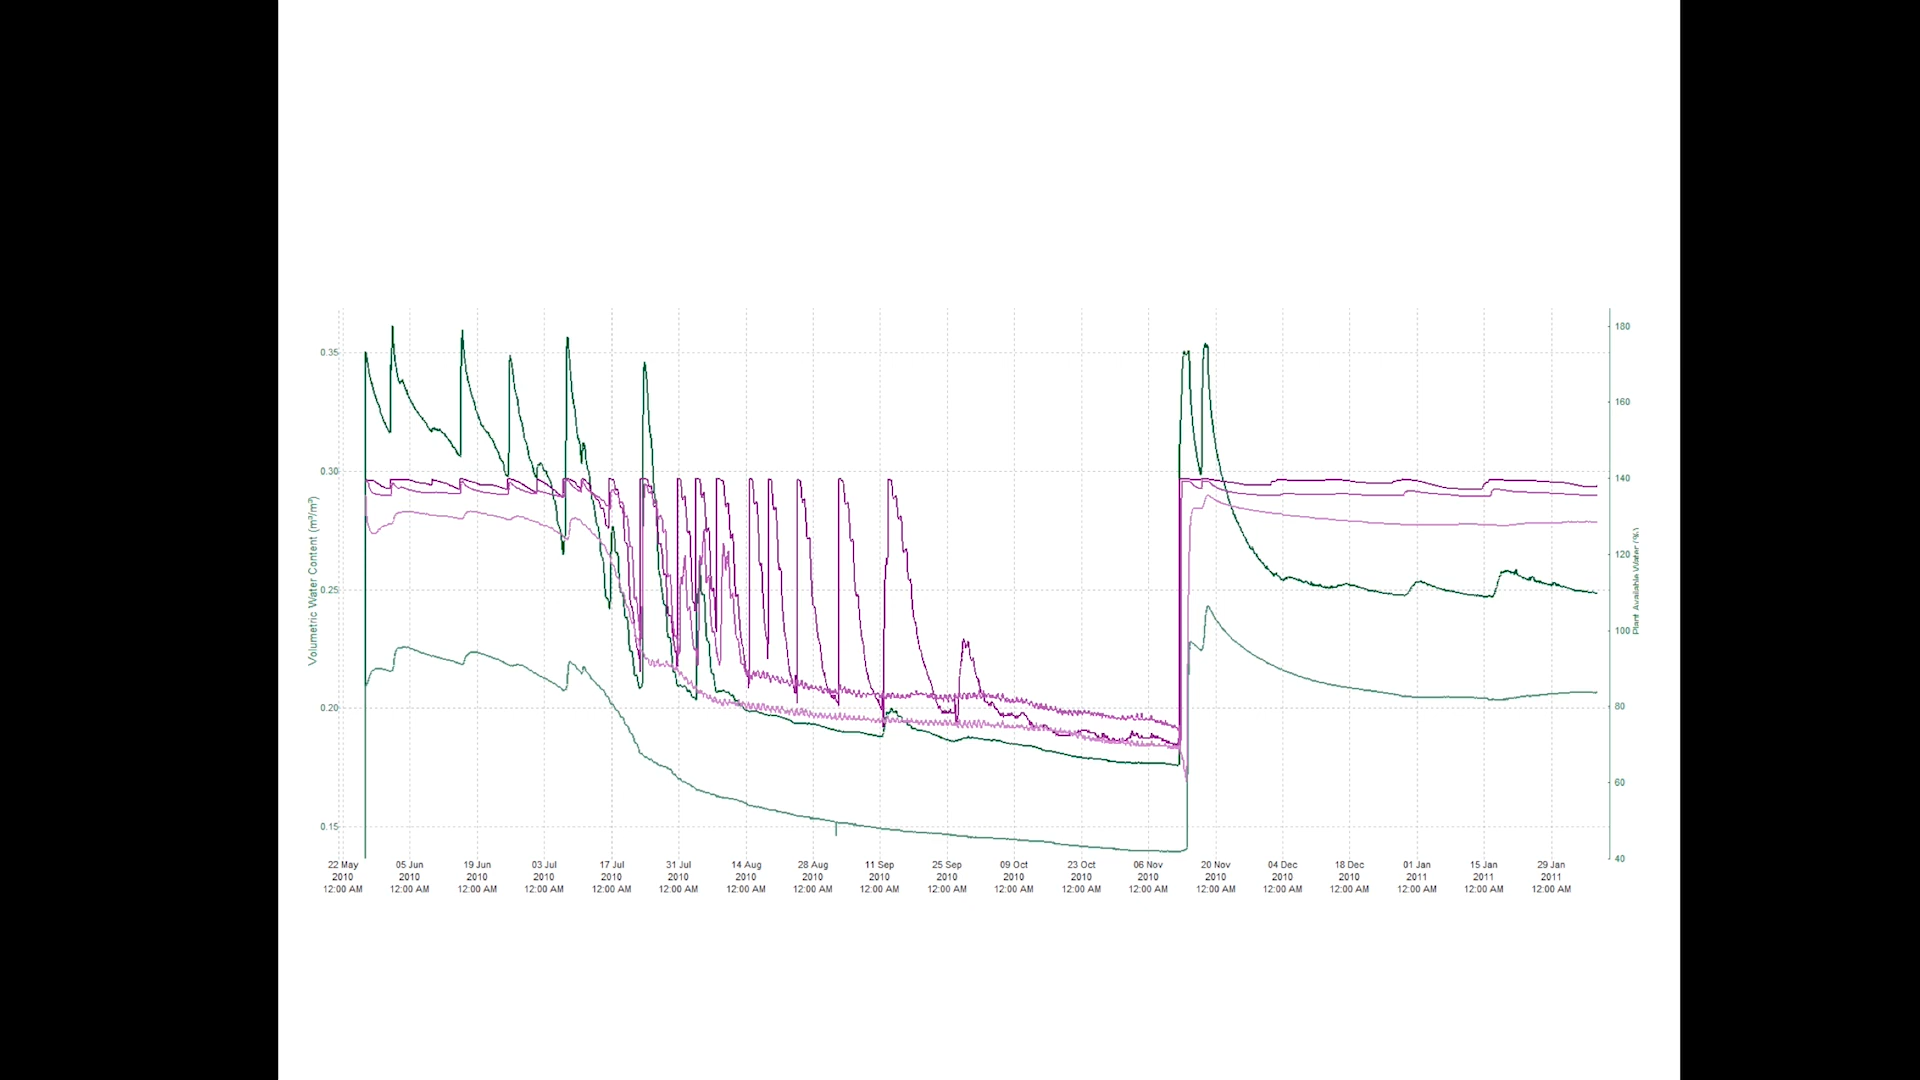 180
0.35
160
0.30
140
Volumetric Water Content (m³/m³)
Plant Available Water (%)
120
0.25
100
0.20
80
60
0.15
40
22 May 05 Jun 19 Jun 03 Jul 17 Jul 31 Jul 14 Aug 28 Aug 11 Sep 25 Sep 09 Oct 23 Oct 06 Nov 20 Nov 04 Dec 18 Dec 01 Jan 15 Jan 29 Jan
2010 2010 2010 2010 2010 2010 2010 2010 2010 2010 2010 2010 2010 2010 2010 2010 2011 2011 2011
12:00 AM 12:00 AM 12:00 AM 12:00 AM 12:00 AM 12:00 AM 12:00 AM 12:00 AM 12:00 AM 12:00 AM 12:00 AM 12:00 AM 12:00 AM 12:00 AM 12:00 AM 12:00 AM 12:00 AM 12:00 AM 12:00 AM